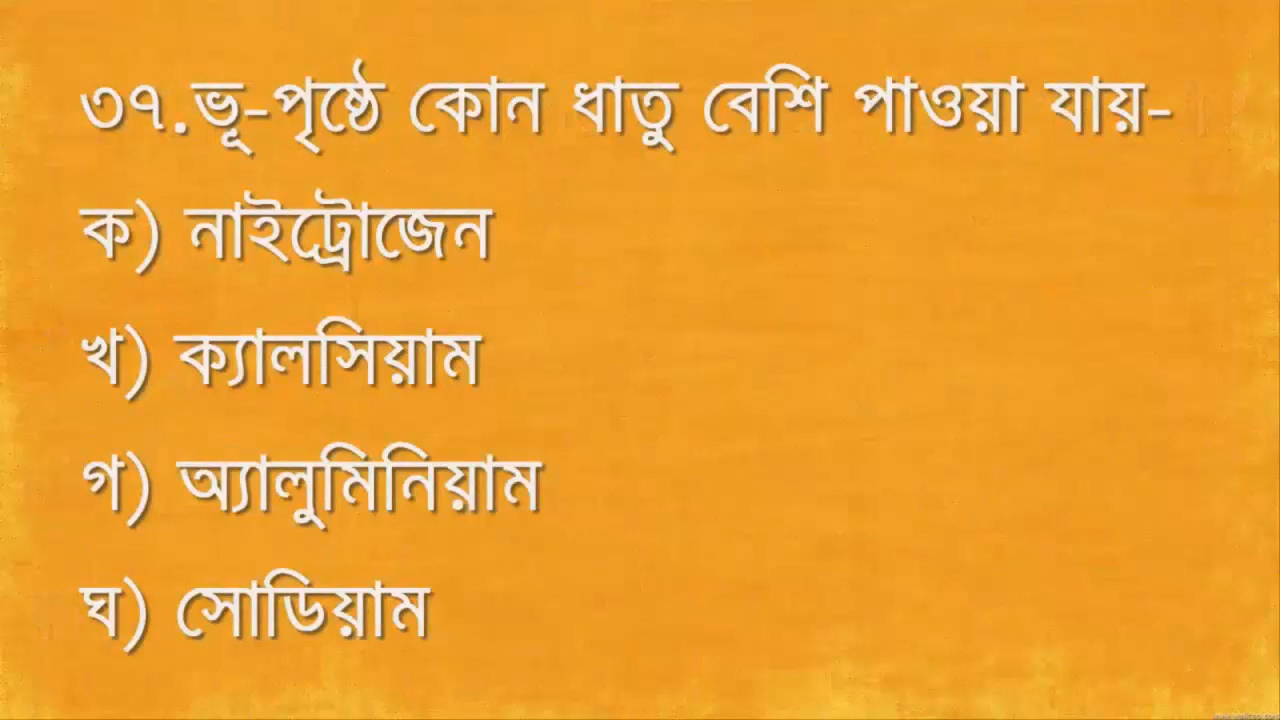 ৩৭.ভূ-পৃষ্ঠে কোন ধাতু বেশি পাওয়া যায়-
ক) নাইট্রোজেন
খ) ক্যালসিয়াম
গ) অ্যালুমিনিয়াম
ঘ) সোডিয়াম